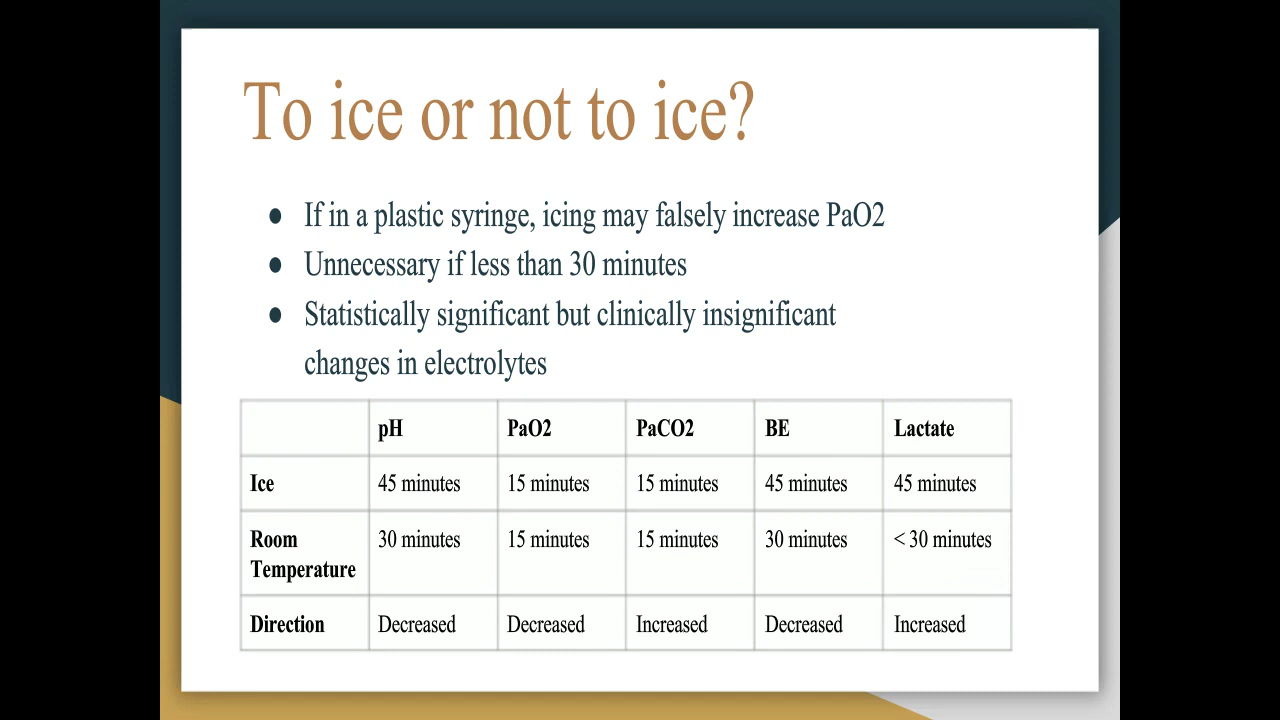 To ice or not to ice?
● If in a plastic syringe, icing may falsely increase PaO2
● Unnecessary if less than 30 minutes
● Statistically significant but clinically insignificant
changes in electrolytes
pH PaO2 PaCO2 BE Lactate
Ice 45 minutes 15 minutes 15 minutes 45 minutes 45 minutes
Room 30 minutes 15 minutes 15 minutes 30 minutes < 30 minutes
Temperature
Direction Decreased Decreased Increased Decreased Increased